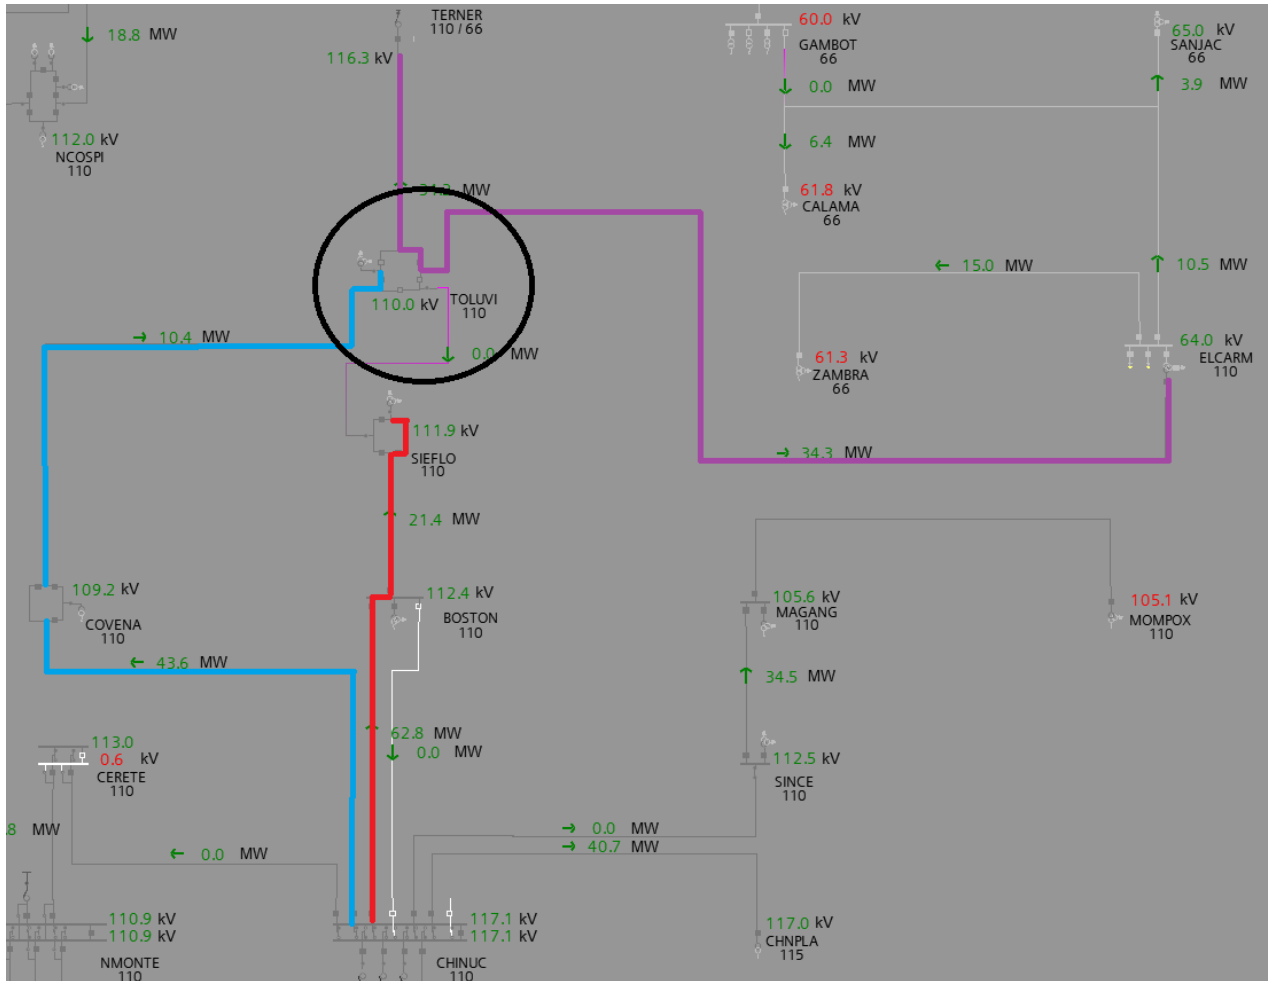 TERNER
110 / 66
116.3 kV
60.0 kV
GAMBOT
66
65.0 kV
SANJAC
66
18.8 MW
0.0 MW
3.9 MW
6.4 MW
112.0 kV
NCOSPI
110
MW
61.8 kV
CALAMA
66
15.0 MW
10.5 MW
110.0 kV
TOLUVI
110
10.4 MW
0.0 MW
61.3 kV
ZAMBRA
66
64.0 kV
ELCARM
110
111.9 kV
SIEFLO
110
34.3 MW
21.4 MW
109.2 kV
COVENA
110
112.4 kV
BOSTON
110
105.6 kV
MAGANG
110
105.1 kV
MOMPOX
110
43.6 MW
34.5 MW
62.8 MW
0.0 MW
113.0
0.6 kV
CERETE
110
112.5 kV
SINCE
110
.8 MW
0.0 MW
0.0 MW
40.7 MW
110.9 kV
110.9 kV
NMONTE
110
117.1 kV
117.1 kV
CHINUC
110
117.0 kV
CHNPLA
115